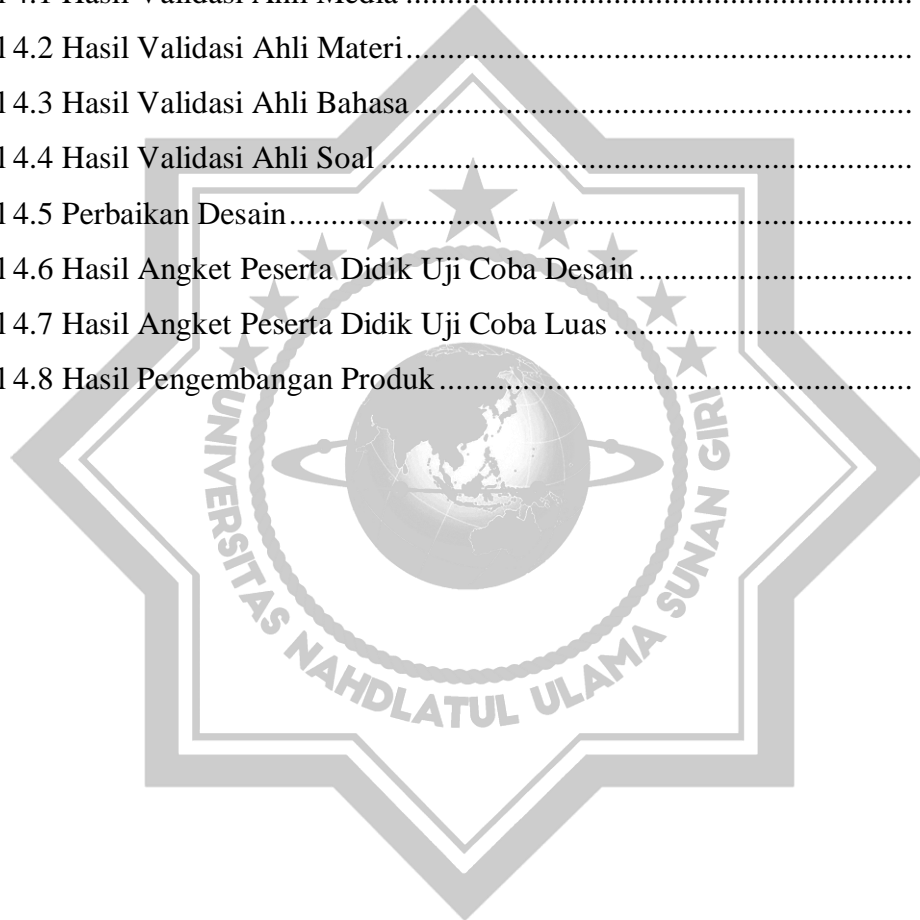 l 4.1 Hasil Validasi Ahli Media ................................................................
l 4.2 Hasil Validasi Ahli Materi ................................................................
l 4.3 Hasil Validasi Ahli Bahasa ................................................................
l 4.4 Hasil Validasi Ahli Soal ................................................................
l 4.5 Perbaikan Desain ................................................................
l 4.6 Hasil Angket Peserta Didik Uji Coba Desain ..................................
l 4.7 Hasil Angket Peserta Didik Uji Coba Luas .....................................
l 4.8 Hasil Pengembangan Produk ...........................................................
UNIVERSITAS NAHDLATUL ULAMA SUNAN GIRI